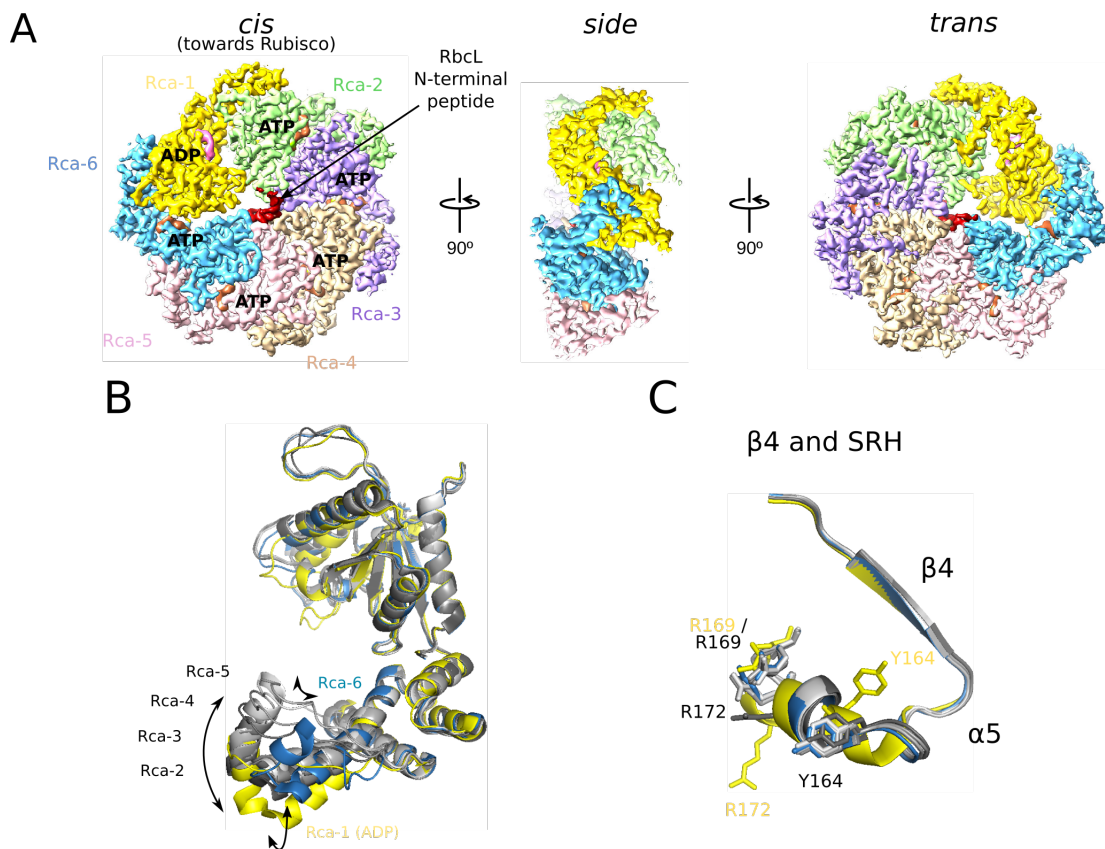 A
cis
(towards Rubisco)
side
trans
RbcL
N-terminal
peptide
Rca-1
Rca-2
ATP
ADP
ATP
Rca-6
ATP
ATP
ATP
Rca-3
Rca-5
Rca-4
90º
90º
B
C
β4 and SRH
β4
R169 /
R169
Y164
R172
α5
Y164
R172
Rca-5
Rca-6
Rca-4
Rca-3
Rca-2
Rca-1 (ADP)